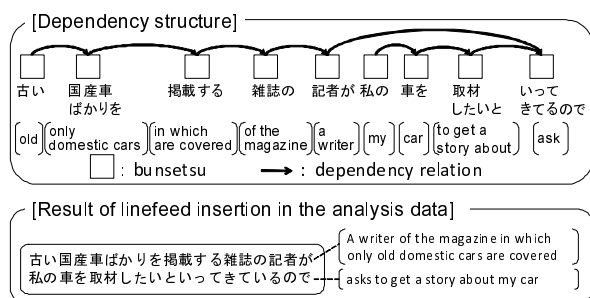 [Dependency structure]
古い 国産車 掲載する 雑誌の 記者が 私の 車を 取材 いって
ばかりを したいと きてるので
old only in which of the a my car to get a ask
domestic cars are covered magazine writer story about
: bunsetsu : dependency relation
[Result of linefeed insertion in the analysis data]
古い国産車ばかりを掲載する雑誌の記者が
私の車を取材したいといってきているので
A writer of the magazine in which
only old domestic cars are covered
asks to get a story about my car